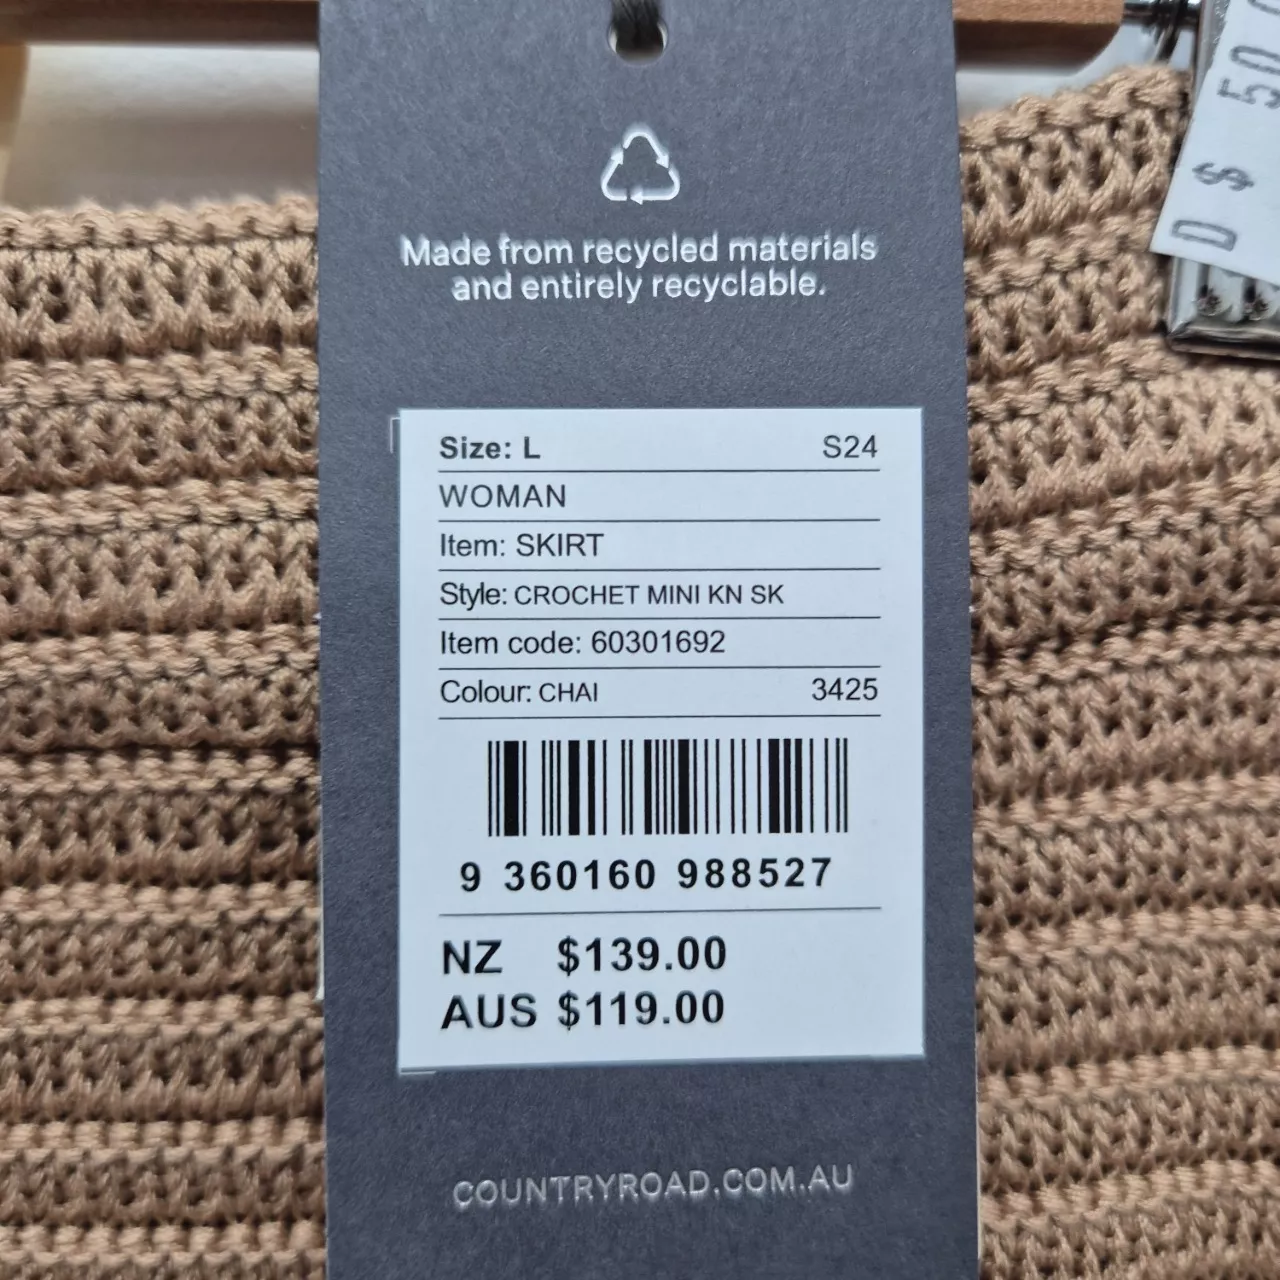 Made from recycled materials
and entirely recyclable.
Size: L S24
WOMAN
Item: SKIRT
Style: CROCHET MINI KN SK
Item code: 60301692
Colour: CHAI 3425
9 360160 988527
NZ $139.00
AUS $119.00
COUNTRYROAD.COM.AU
D $ 50